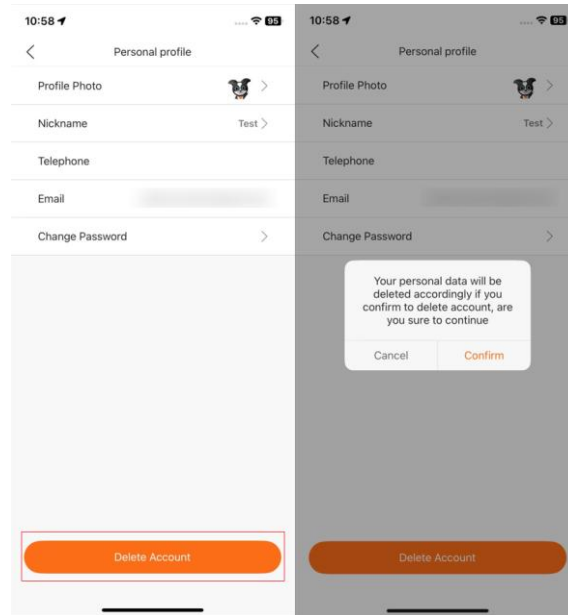 10:58
95
Personal profile
Profile Photo
Nickname
Test
Telephone
Email
Change Password
Delete Account
10:58
95
Personal profile
Profile Photo
Nickname
Test
Telephone
Email
Change Password
Your personal data will be
deleted accordingly if you
confirm to delete account, are
you sure to continue
Cancel
Confirm
Delete Account